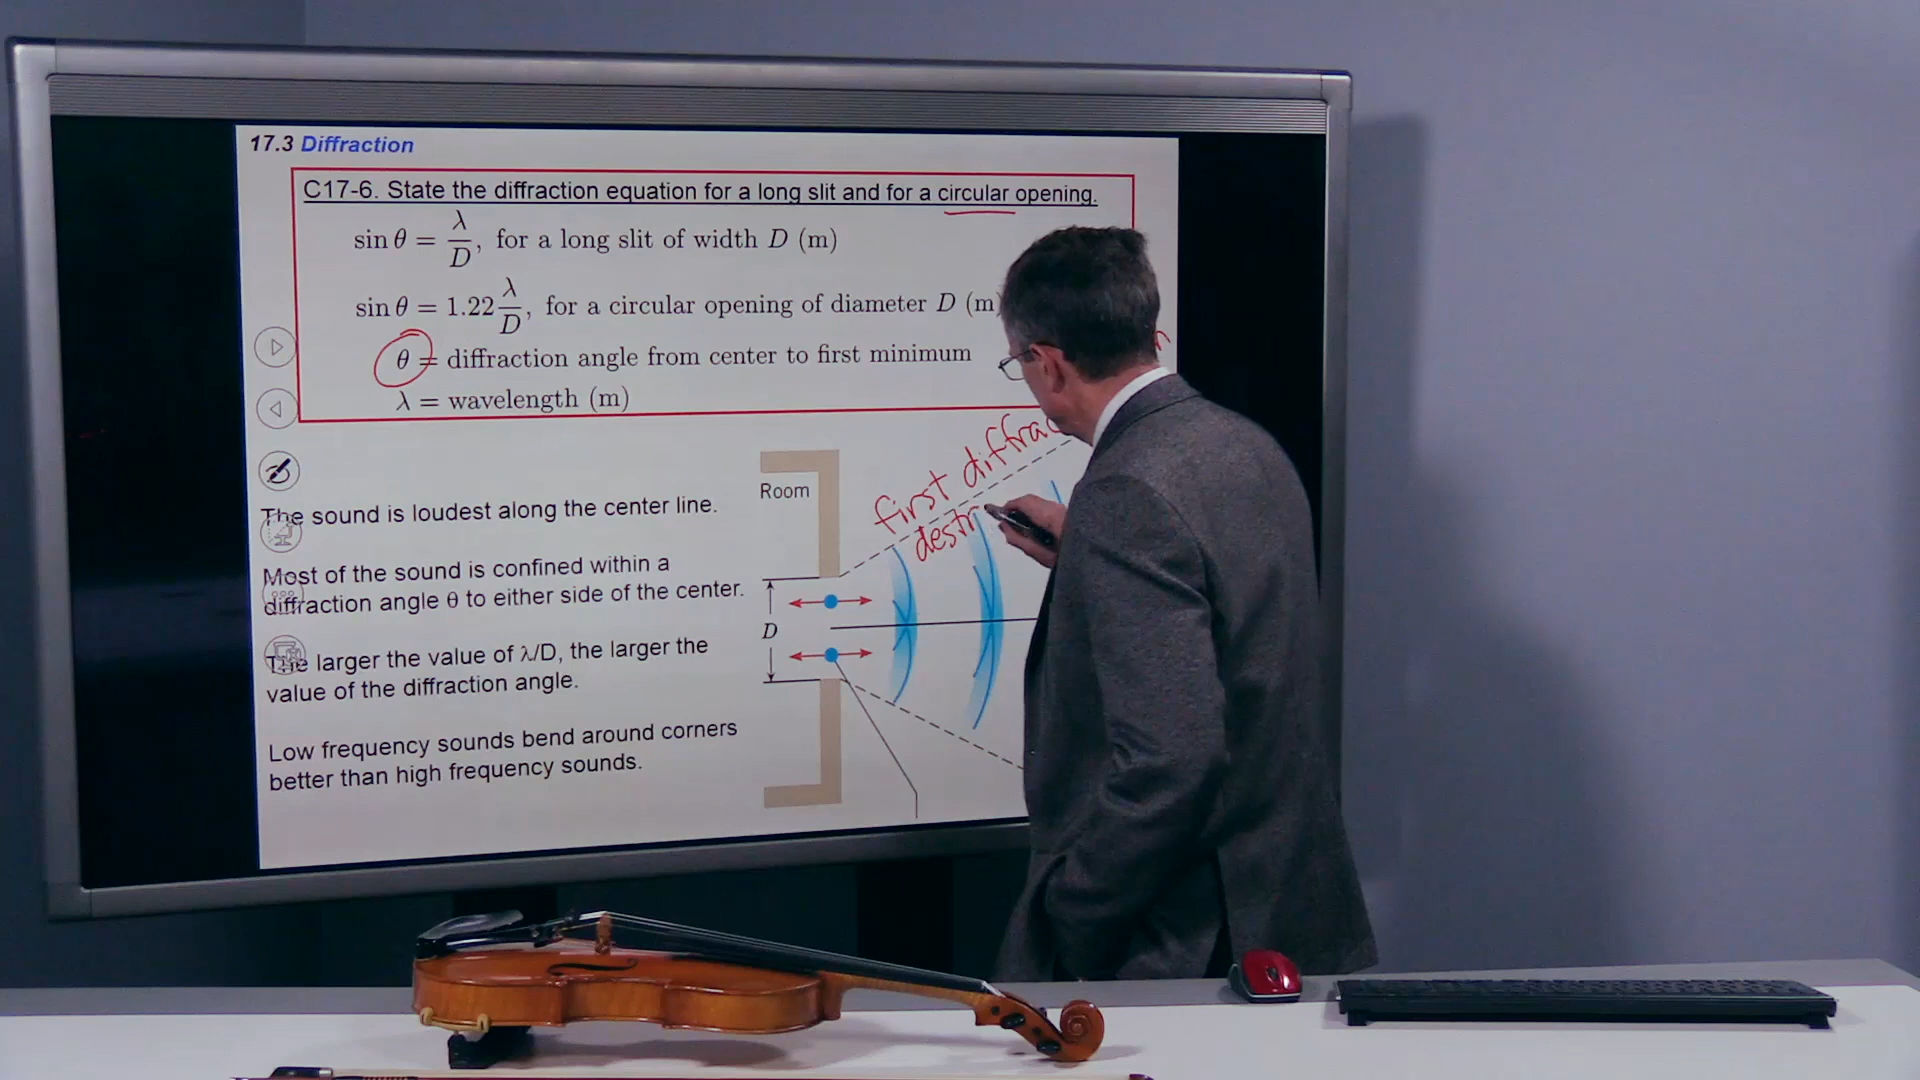 17.3 Diffraction
C17-6. State the diffraction equation for a long slit and for a circular opening.
sin θ = λ/D, for a long slit of width D (m)
sin θ = 1.22 λ/D, for a circular opening of diameter D (m
θ = diffraction angle from center to first minimum
λ = wavelength (m)
The sound is loudest along the center line.
Most of the sound is confined within a
diffraction angle θ to either side of the center.
The larger the value of λ/D, the larger the
value of the diffraction angle.
Low frequency sounds bend around corners
better than high frequency sounds.
Room
first diffrac
destr
D